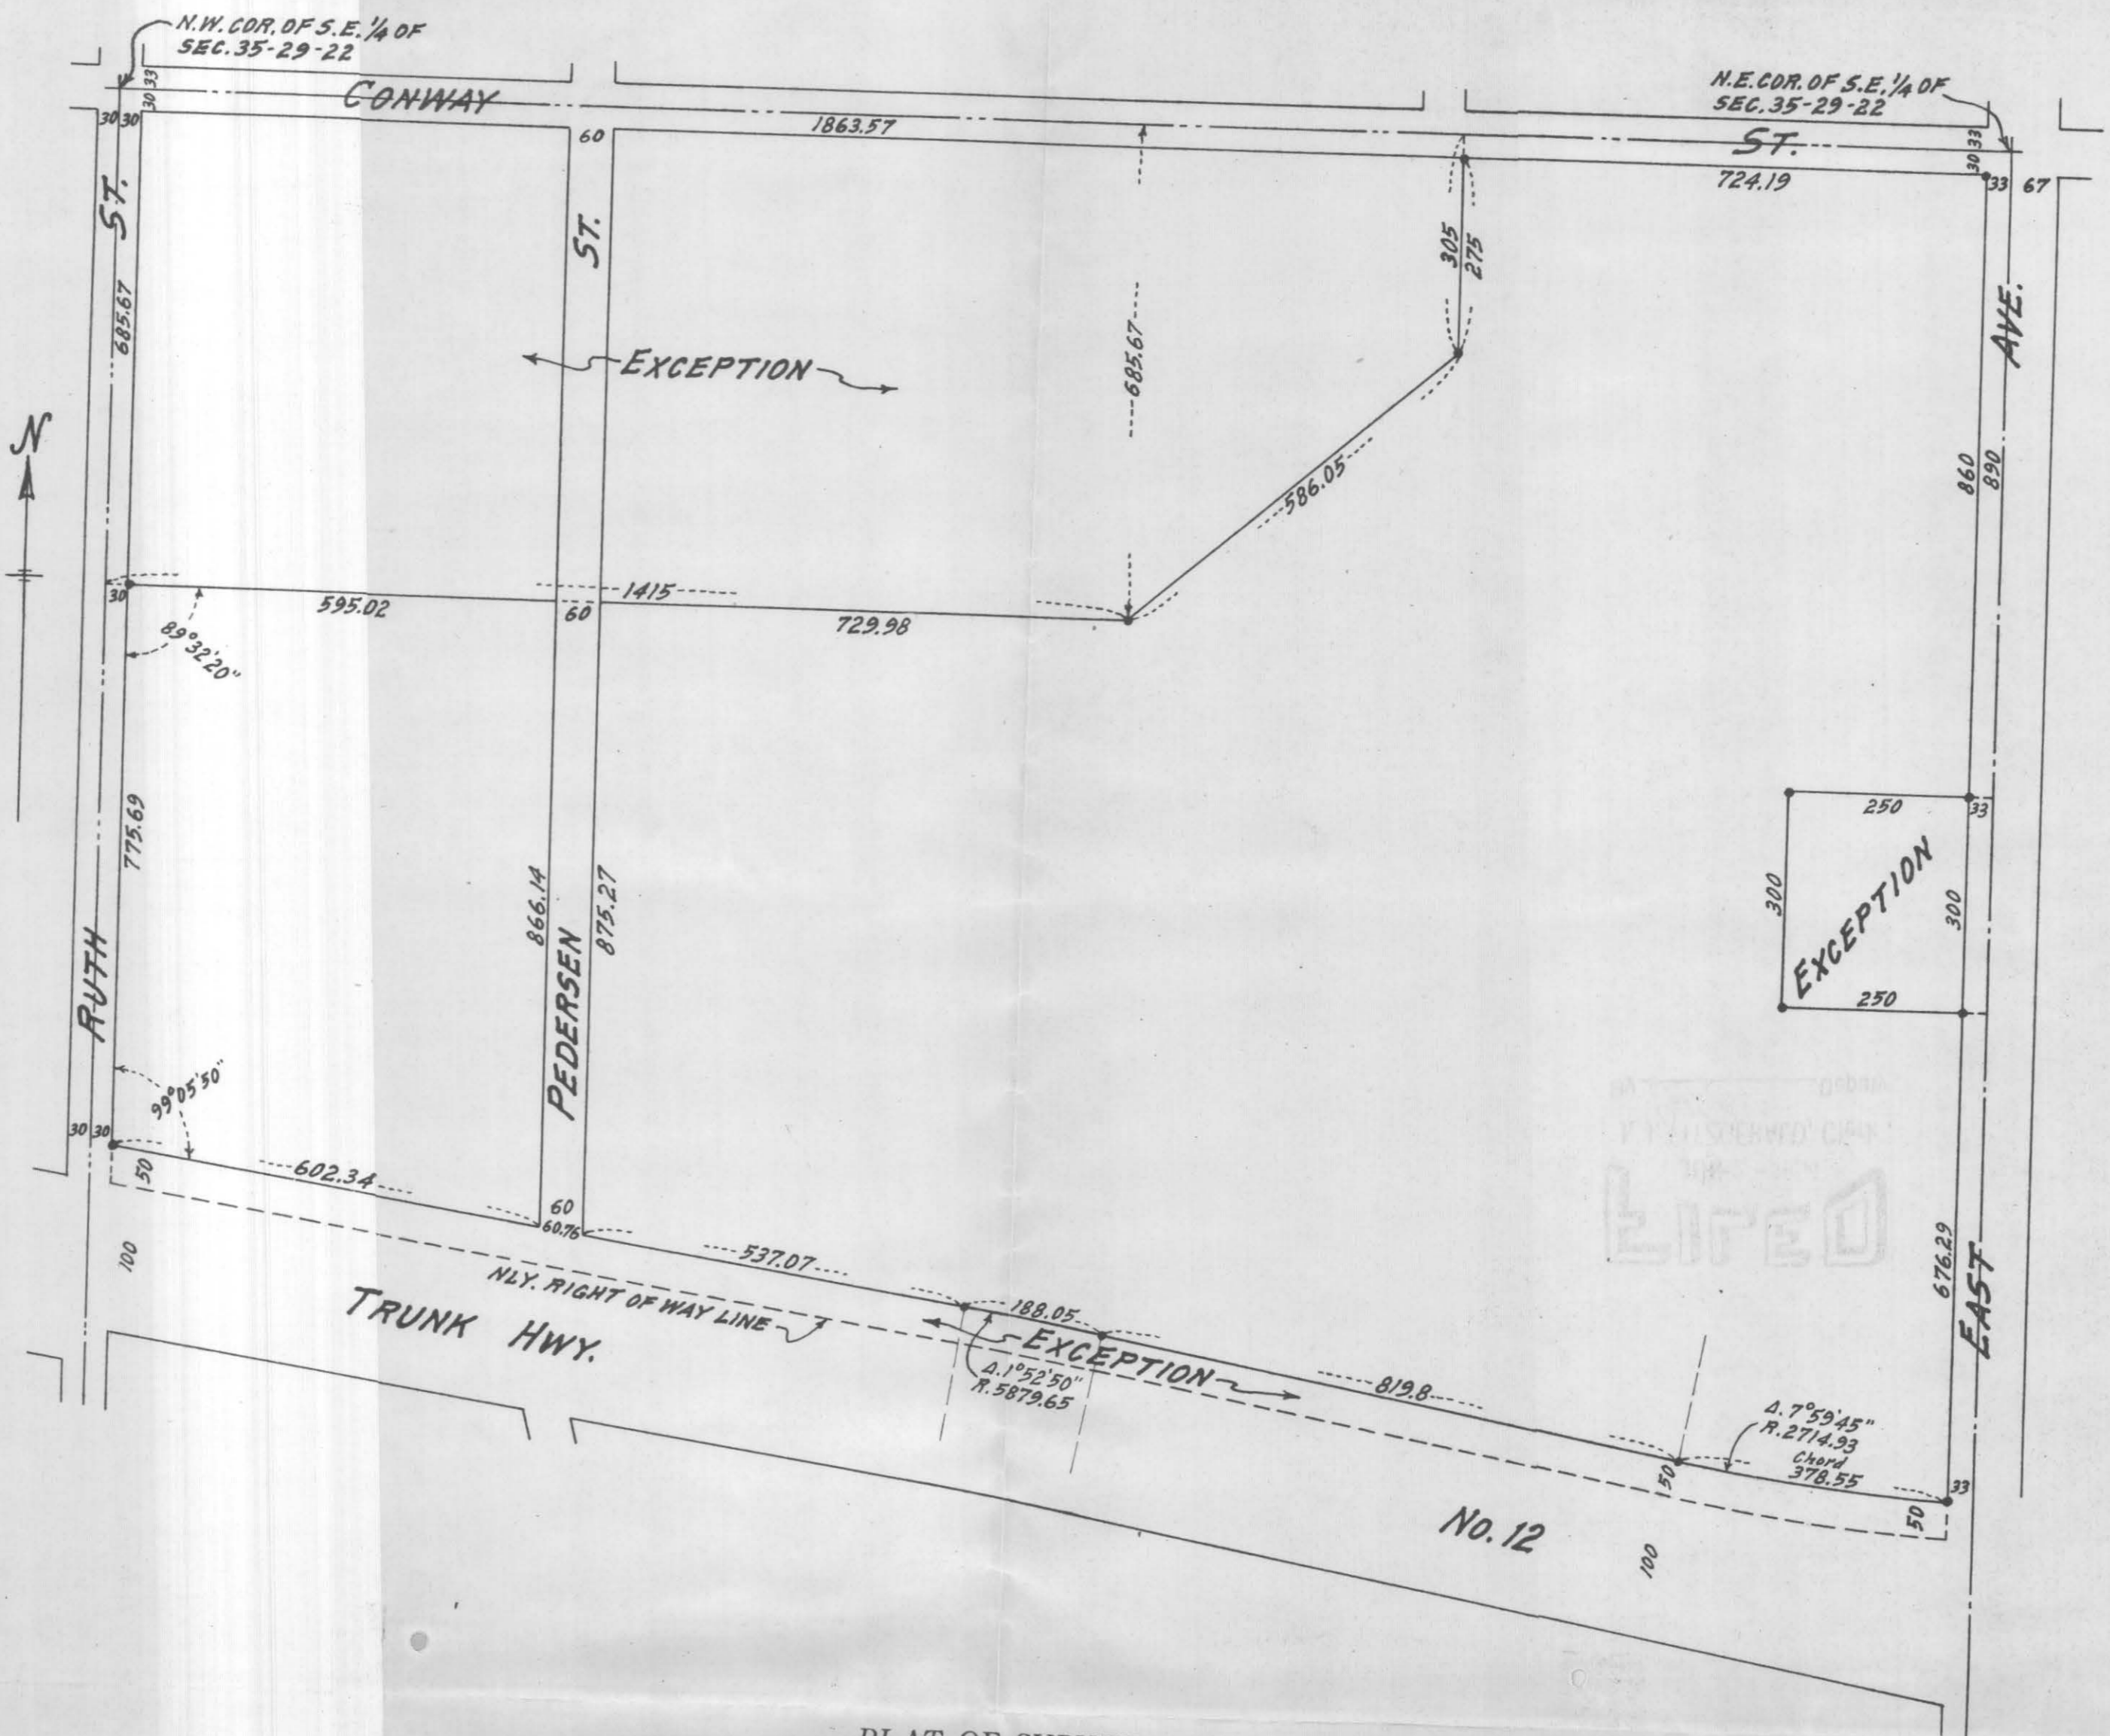 N.W. COR. OF S.E. 1/4 OF
SEC. 35-29-22
N.E. COR. OF S.E. 1/4 OF
SEC. 35-29-22
33
30
CONWAY
30 30
60
1863.57
ST.
33
30
724.19
33 67
ST.
ST.
685.67
305
275
685.67
AVE.
EXCEPTION
N
586.05
860
890
30
595.02
1415
60
729.98
89°32'20"
775.69
250
33
300
EXCEPTION
300
250
866.14
875.27
RUTH
PEDERSEN
99°05'50"
Deputy
FILED
30 30
50
602.34
60
60.76
537.07
676.29
EAST
100
NLY. RIGHT OF WAY LINE
TRUNK HWY.
188.05
EXCEPTION
Δ. 1°52'50"
R. 5879.65
819.8
Δ. 7°59'45"
R. 2714.93
Chord
378.55
50
33
50
No. 12
100
PLAT OF